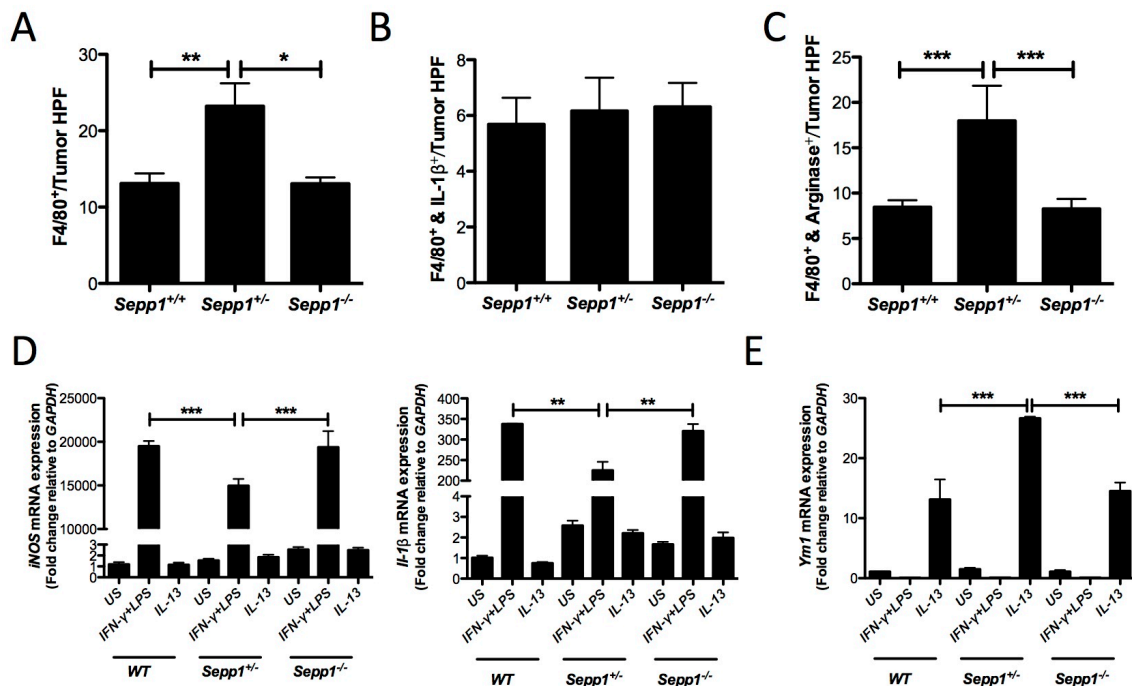 A
F4/80⁺/Tumor HPF
30
20
10
0
**
*
Sepp1⁺/⁺
Sepp1⁺/⁻
Sepp1⁻/⁻
B
F4/80⁺ & IL-1β⁺/Tumor HPF
8
6
4
2
0
Sepp1⁺/⁺
Sepp1⁺/⁻
Sepp1⁻/⁻
C
F4/80⁺ & Arginase⁺/Tumor HPF
25
20
15
10
5
0
***
***
Sepp1⁺/⁺
Sepp1⁺/⁻
Sepp1⁻/⁻
D
iNOS mRNA expression
(Fold change relative to GAPDH)
25000
20000
15000
10000
3
2
1
0
***
***
US
IFN-γ+LPS
IL-13
US
IFN-γ+LPS
IL-13
US
IFN-γ+LPS
IL-13
WT
Sepp1⁺/⁻
Sepp1⁻/⁻
Il-1β mRNA expression
(Fold change relative to GAPDH)
400
350
300
250
200
4
3
2
1
0
**
**
US
IFN-γ+LPS
IL-13
US
IFN-γ+LPS
IL-13
US
IFN-γ+LPS
IL-13
WT
Sepp1⁺/⁻
Sepp1⁻/⁻
E
Ym1 mRNA expression
(Fold change relative to GAPDH)
30
20
10
0
***
***
US
IFN-γ+LPS
IL-13
US
IFN-γ+LPS
IL-13
US
IFN-γ+LPS
IL-13
WT
Sepp1⁺/⁻
Sepp1⁻/⁻